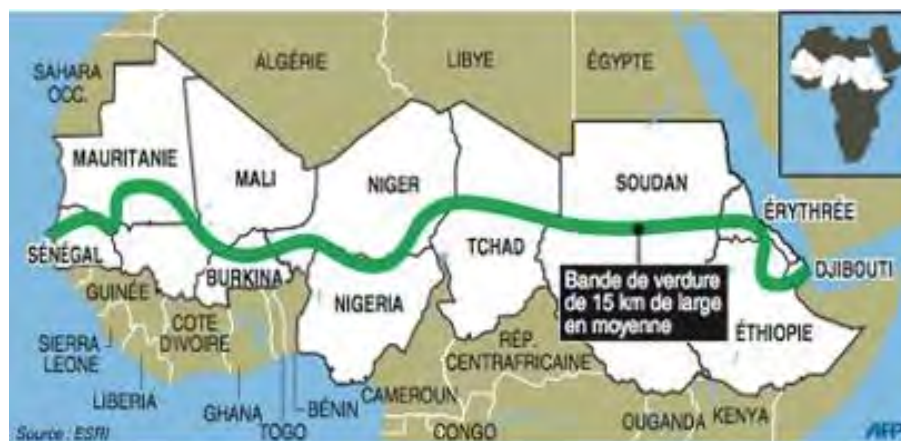 ALGÉRIE
LIBYE
ÉGYPTE
SAHARA
OCC.
MAURITANIE
MALI
NIGER
TCHAD
SOUDAN
ÉRYTHRÉE
DJIBOUTI
SÉNÉGAL
BURKINA
NIGERIA
Bande de verdure
de 15 km de large
en moyenne
ÉTHIOPIE
GUINÉE
COTE
D'IVOIRE
SIERRA
LEONE
LIBERIA
GHANA
TOGO
BÉNIN
CAMEROUN
RÉP.
CENTRAFRICAINE
CONGO
OUGANDA
KENYA
Source : ESRI
AFP